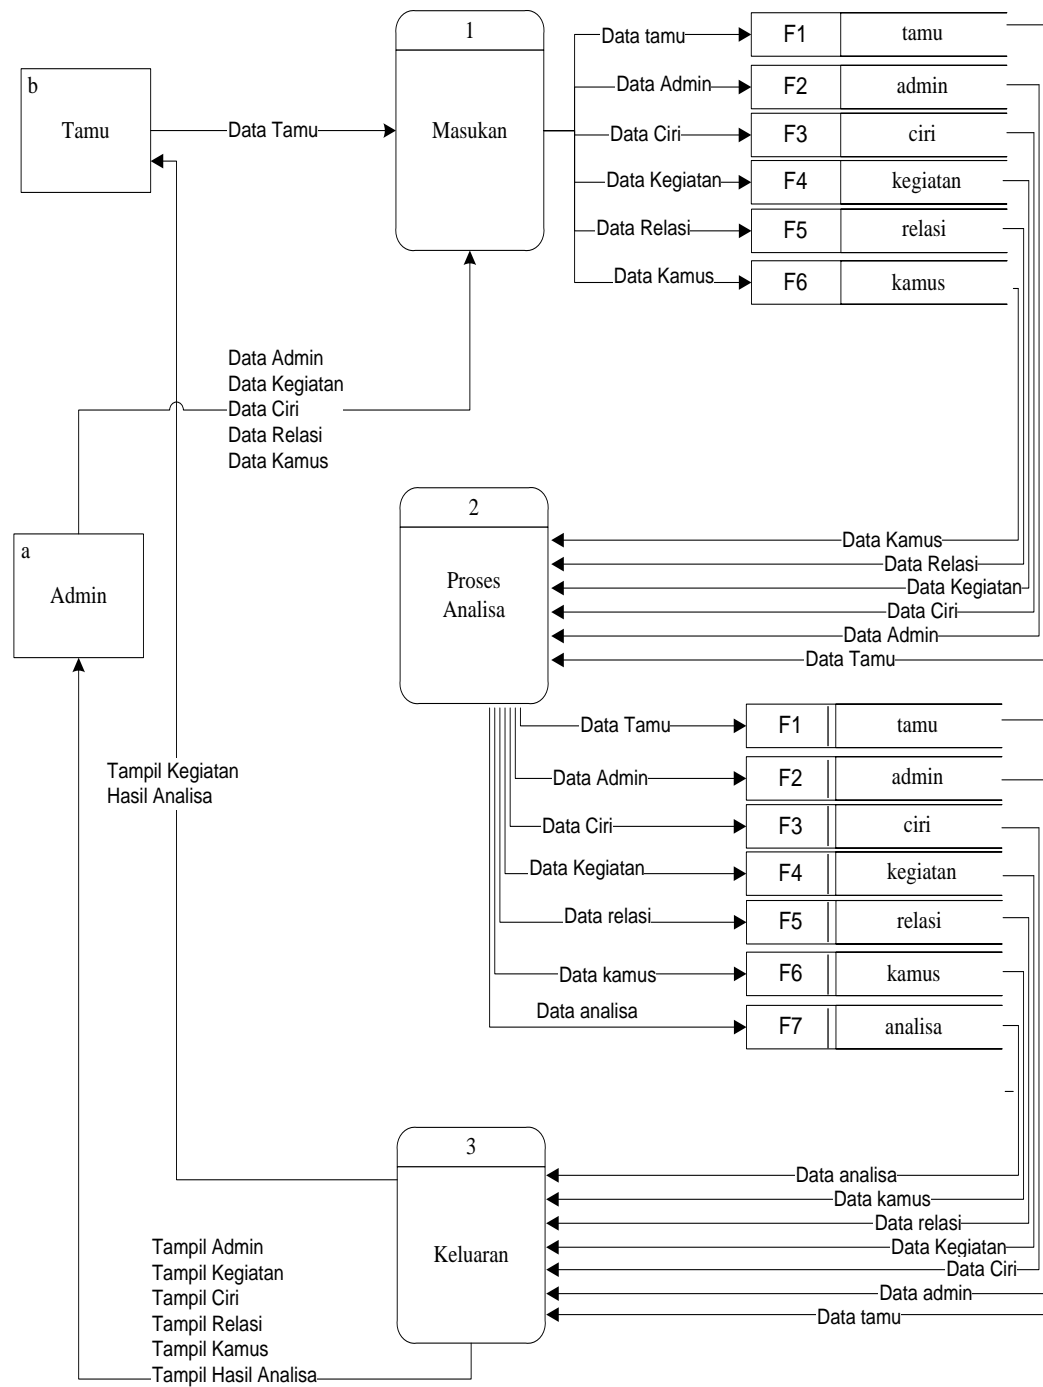 1
Masukan
b
Tamu
Data Tamu
Data tamu
F1
tamu
Data Admin
F2
admin
Data Ciri
F3
ciri
Data Kegiatan
F4
kegiatan
Data Relasi
F5
relasi
Data Kamus
F6
kamus
Data Admin
Data Kegiatan
Data Ciri
Data Relasi
Data Kamus
a
Admin
2
Proses
Analisa
Data Kamus
Data Relasi
Data Kegiatan
Data Ciri
Data Admin
Data Tamu
Data Tamu
F1
tamu
Tampil Kegiatan
Hasil Analisa
Data Admin
F2
admin
Data Ciri
F3
ciri
Data Kegiatan
F4
kegiatan
Data relasi
F5
relasi
Data kamus
F6
kamus
Data analisa
F7
analisa
3
Keluaran
Data analisa
Data kamus
Data relasi
Data Kegiatan
Data Ciri
Data admin
Data tamu
Tampil Admin
Tampil Kegiatan
Tampil Ciri
Tampil Relasi
Tampil Kamus
Tampil Hasil Analisa